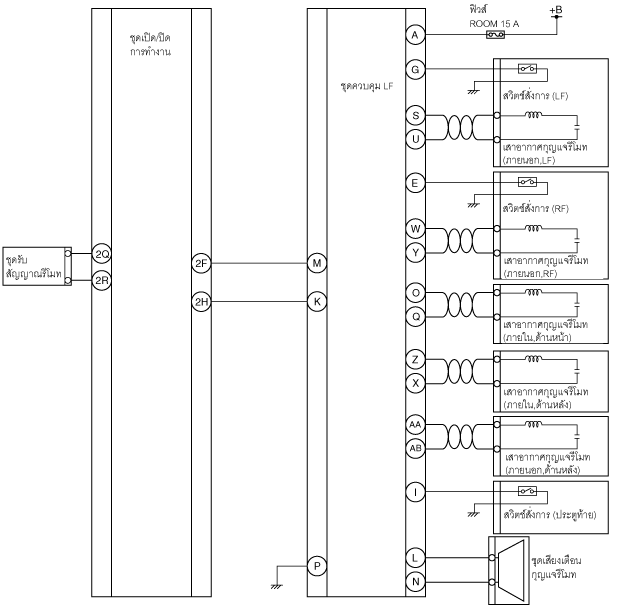 ฟิวส์
ROOM 15 A
+B
ชุดเปิด/ปิด
การทำงาน
ชุดควบคุม LF
A
G
สวิตช์สั่งการ (LF)
S
U
เสาอากาศกุญแจรีโมท
(ภายนอก,LF)
E
สวิตช์สั่งการ (RF)
W
Y
เสาอากาศกุญแจรีโมท
(ภายนอก,RF)
ชุดรับ
สัญญาณรีโมท
2Q
2R
2F
2H
M
K
O
Q
เสาอากาศกุญแจรีโมท
(ภายใน,ด้านหน้า)
Z
X
เสาอากาศกุญแจรีโมท
(ภายใน,ด้านหลัง)
AA
AB
เสาอากาศกุญแจรีโมท
(ภายนอก,ด้านหลัง)
I
สวิตช์สั่งการ (ประตูท้าย)
P
L
N
ชุดเสียงเตือน
กุญแจรีโมท